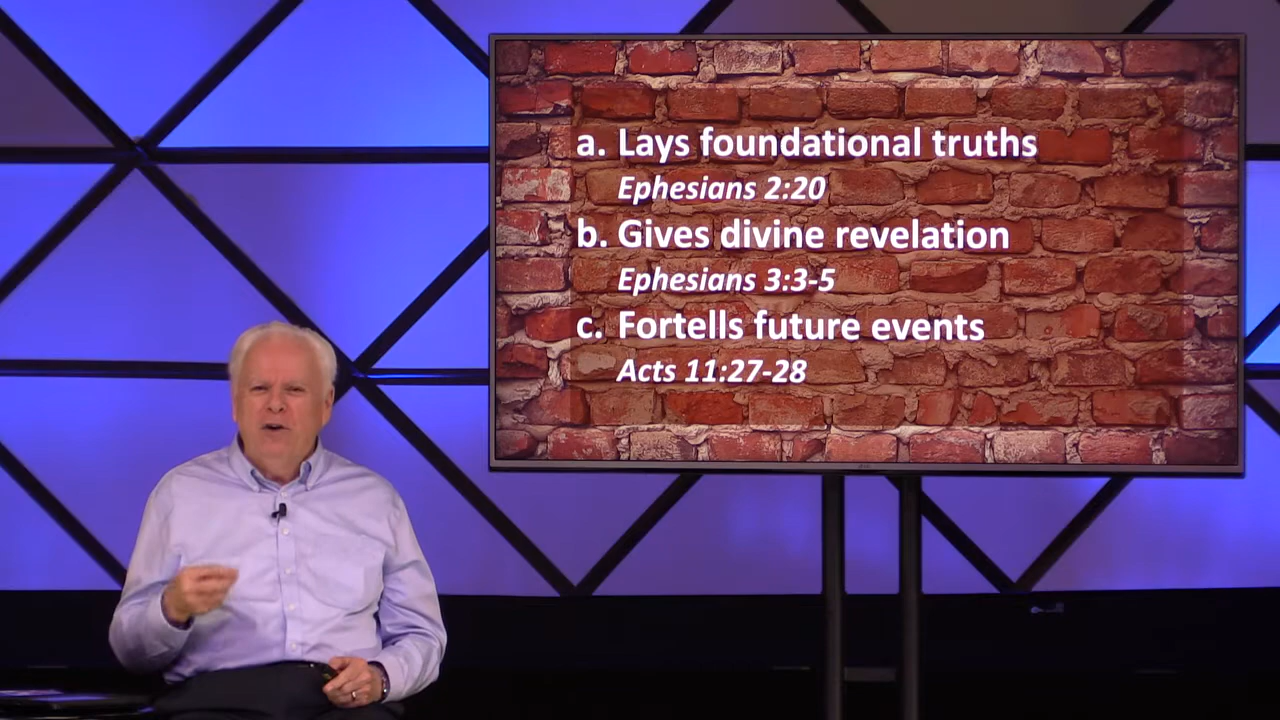 a. Lays foundational truths
Ephesians 2:20
b. Gives divine revelation
Ephesians 3:3-5
c. Fortells future events
Acts 11:27-28